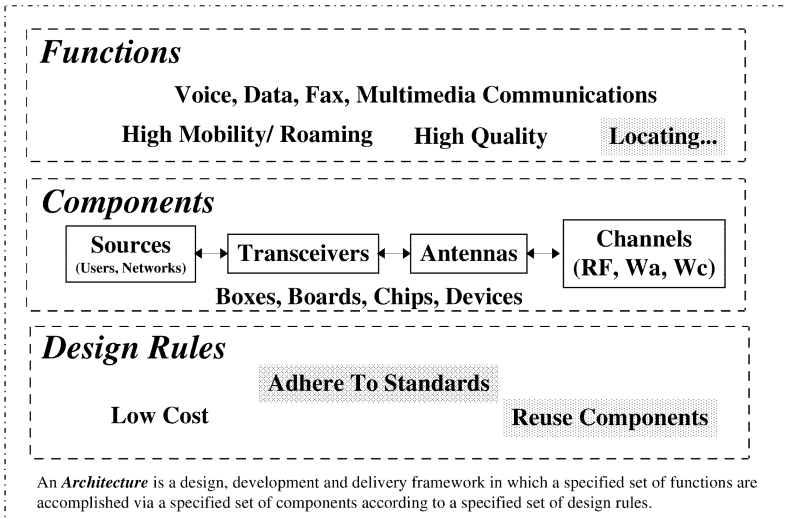 Functions
Voice, Data, Fax, Multimedia Communications
High Mobility/ Roaming High Quality Locating...
Components
Sources
(Users, Networks)
Transceivers
Antennas
Channels
(RF, Wa, Wc)
Boxes, Boards, Chips, Devices
Design Rules
Adhere To Standards
Low Cost
Reuse Components
An Architecture is a design, development and delivery framework in which a specified set of functions are
accomplished via a specified set of components according to a specified set of design rules.